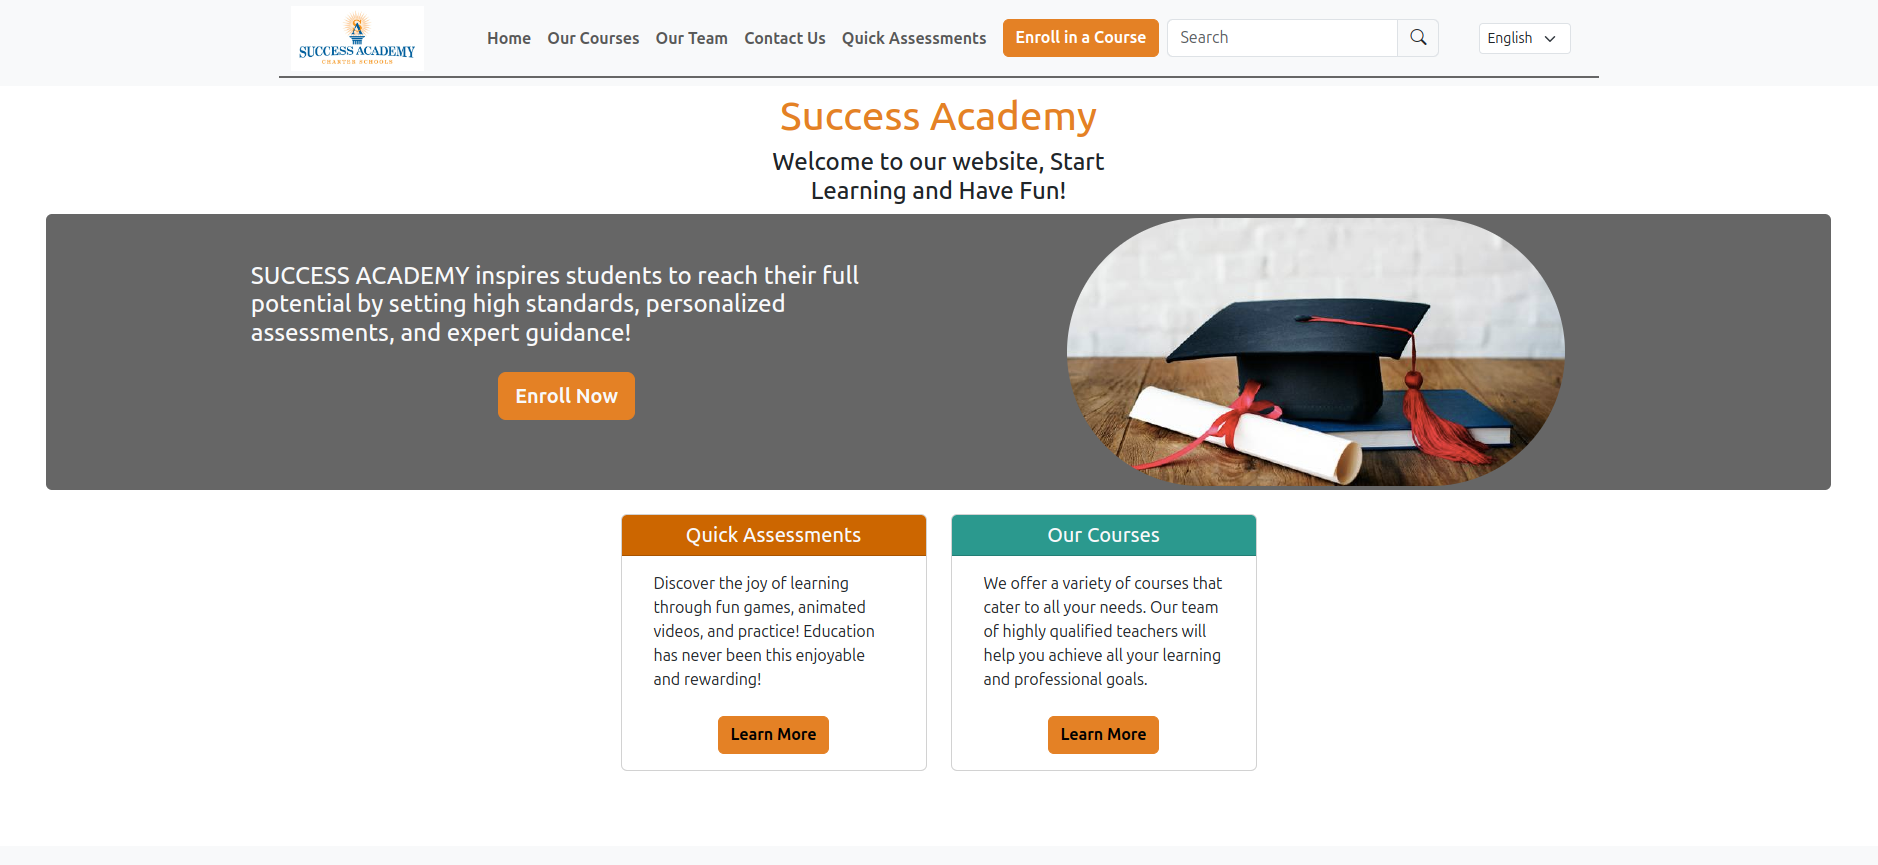 SUCCESS ACADEMY
CHARTER SCHOOLS
Home
Our Courses
Our Team
Contact Us
Quick Assessments
Enroll in a Course
Search
English
Success Academy
Welcome to our website, Start
Learning and Have Fun!
SUCCESS ACADEMY inspires students to reach their full
potential by setting high standards, personalized
assessments, and expert guidance!
Enroll Now
Quick Assessments
Discover the joy of learning
through fun games, animated
videos, and practice! Education
has never been this enjoyable
and rewarding!
Learn More
Our Courses
We offer a variety of courses that
cater to all your needs. Our team
of highly qualified teachers will
help you achieve all your learning
and professional goals.
Learn More